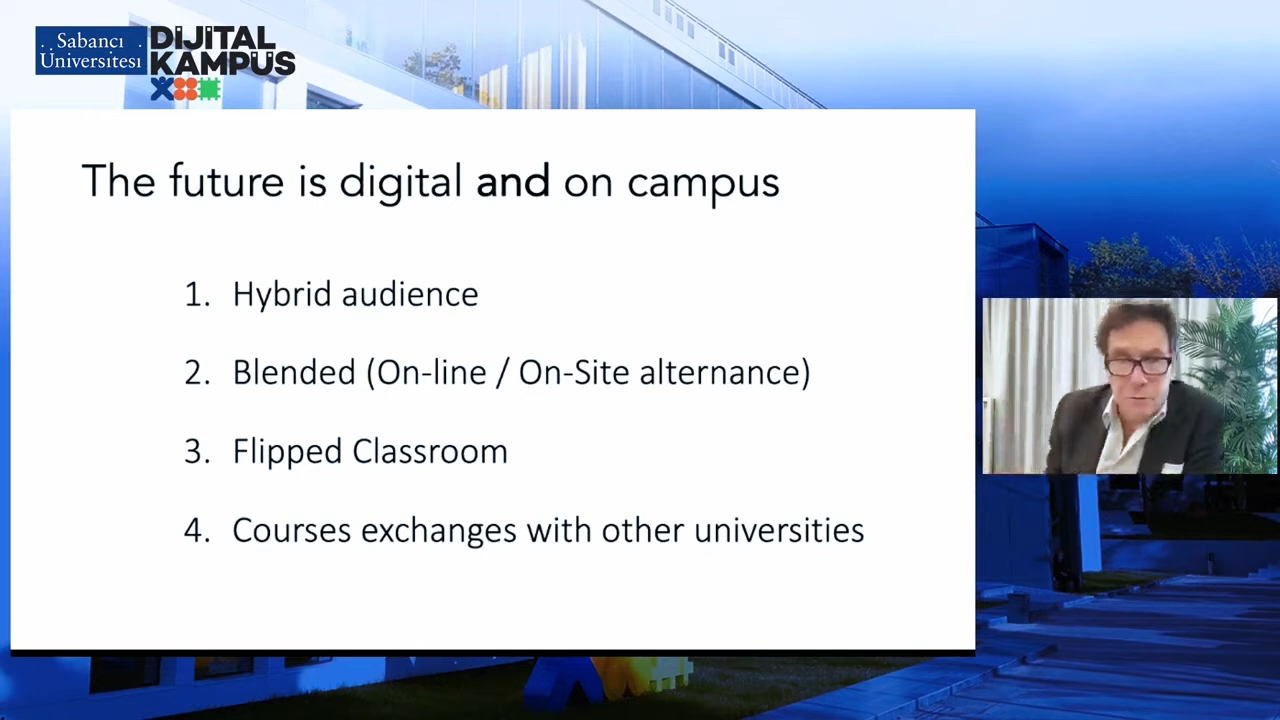 Sabancı
Üniversitesi
DİJİTAL
KAMPUS
The future is digital and on campus
1. Hybrid audience
2. Blended (On-line / On-Site alternance)
3. Flipped Classroom
4. Courses exchanges with other universities